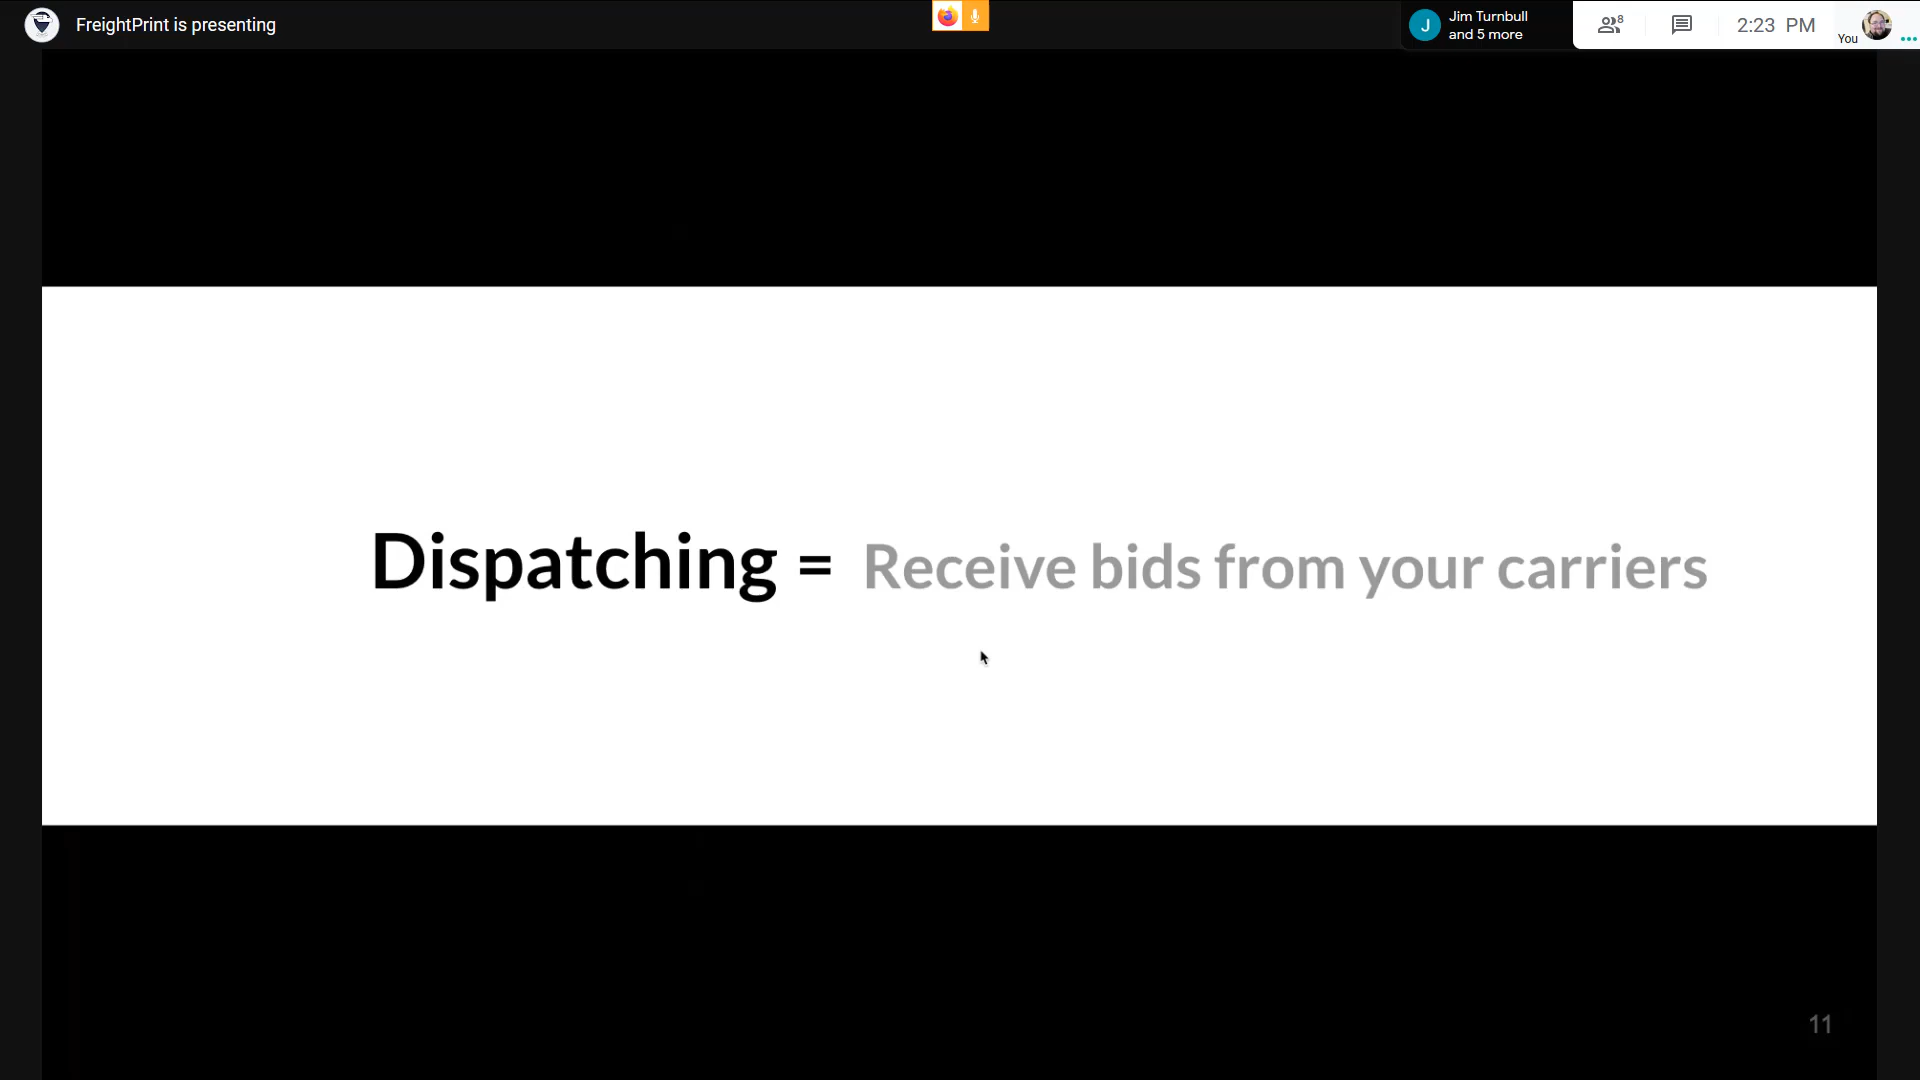 FreightPrint is presenting
Jim Turnbull
and 5 more
J
8
2:23 PM
You
Dispatching = Receive bids from your carriers
11